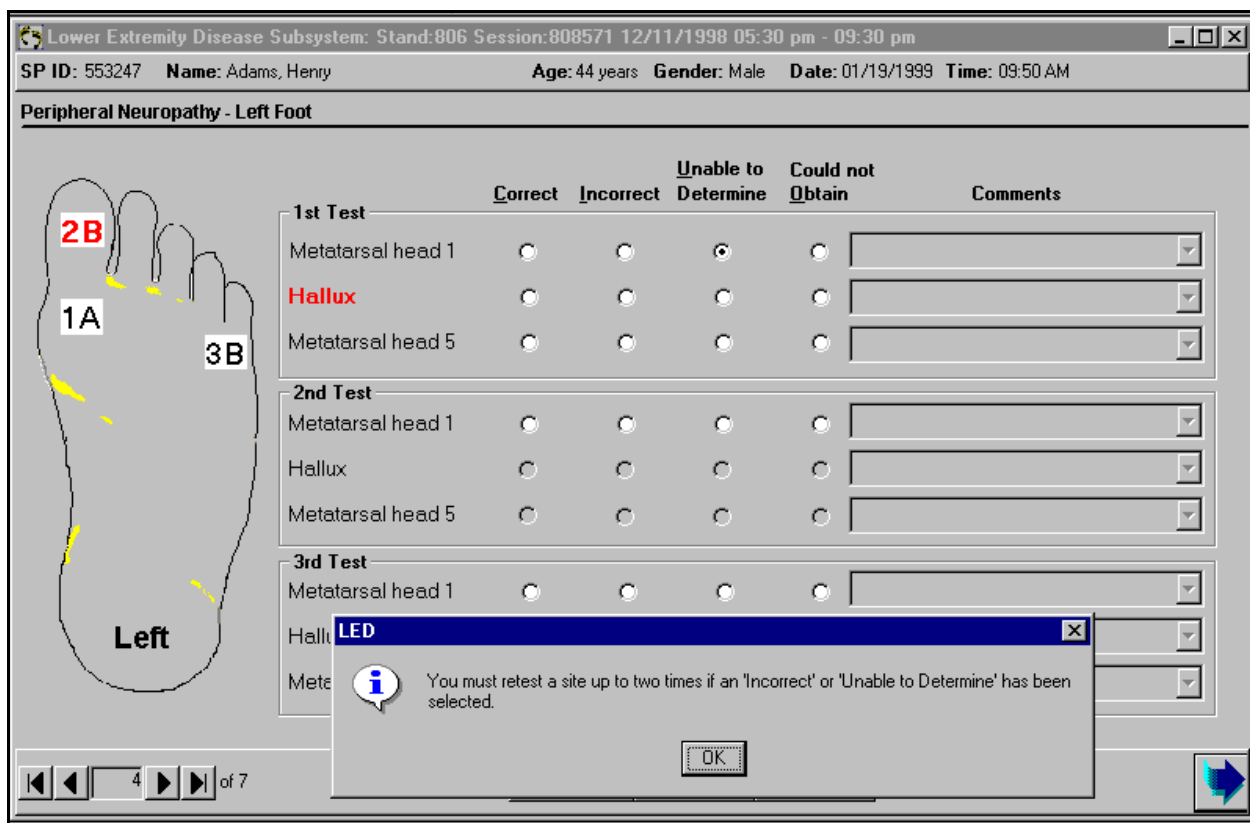 Lower Extremity Disease Subsystem: Stand:806 Session:808571 12/11/1998 05:30 pm - 09:30 pm
SP ID: 553247 Name: Adams, Henry Age: 44 years Gender: Male Date: 01/19/1999 Time: 09:50 AM
Peripheral Neuropathy - Left Foot
Correct Incorrect Unable to Determine Could not Obtain Comments
1st Test
Metatarsal head 1
Hallux
Metatarsal head 5
2nd Test
Metatarsal head 1
Hallux
Metatarsal head 5
3rd Test
Metatarsal head 1
2B
1A
3B
Left
LED
You must retest a site up to two times if an 'Incorrect' or 'Unable to Determine' has been
selected.
OK
4 of 7